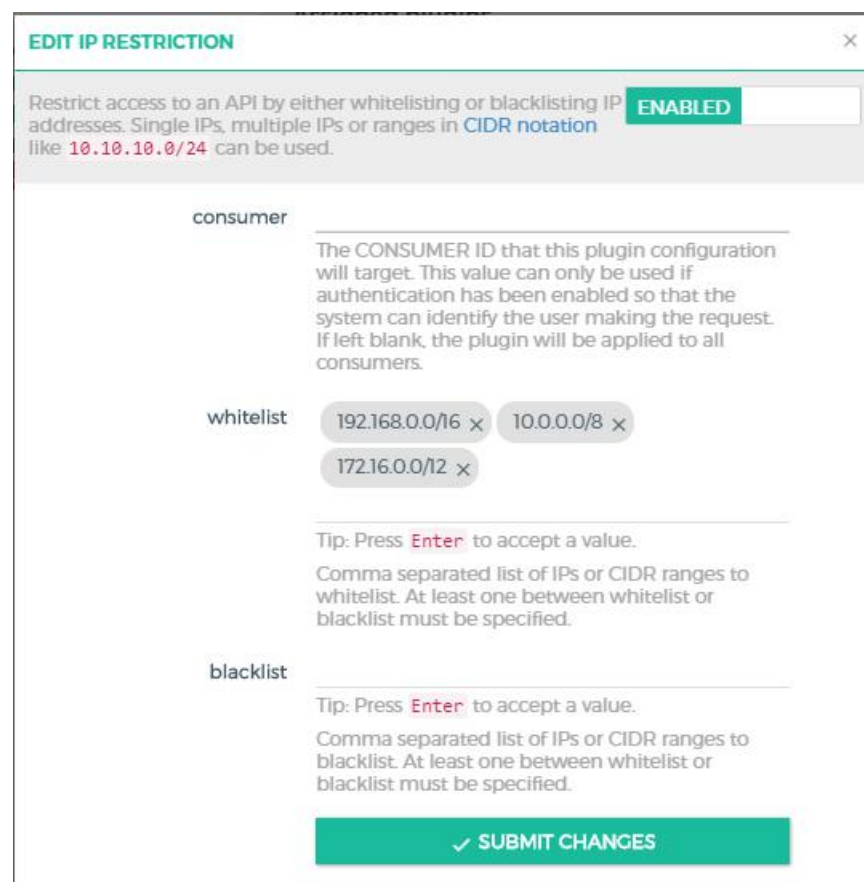 EDIT IP RESTRICTION ×
Restrict access to an API by either whitelisting or blacklisting IP
addresses. Single IPs, multiple IPs or ranges in CIDR notation
like 10.10.10.0/24 can be used.
ENABLED
consumer
The CONSUMER ID that this plugin configuration
will target. This value can only be used if
authentication has been enabled so that the
system can identify the user making the request.
If left blank, the plugin will be applied to all
consumers.
whitelist
192.168.0.0/16 × 10.0.0.0/8 ×
172.16.0.0/12 ×
Tip: Press Enter to accept a value.
Comma separated list of IPs or CIDR ranges to
whitelist. At least one between whitelist or
blacklist must be specified.
blacklist
Tip: Press Enter to accept a value.
Comma separated list of IPs or CIDR ranges to
blacklist. At least one between whitelist or
blacklist must be specified.
✓ SUBMIT CHANGES